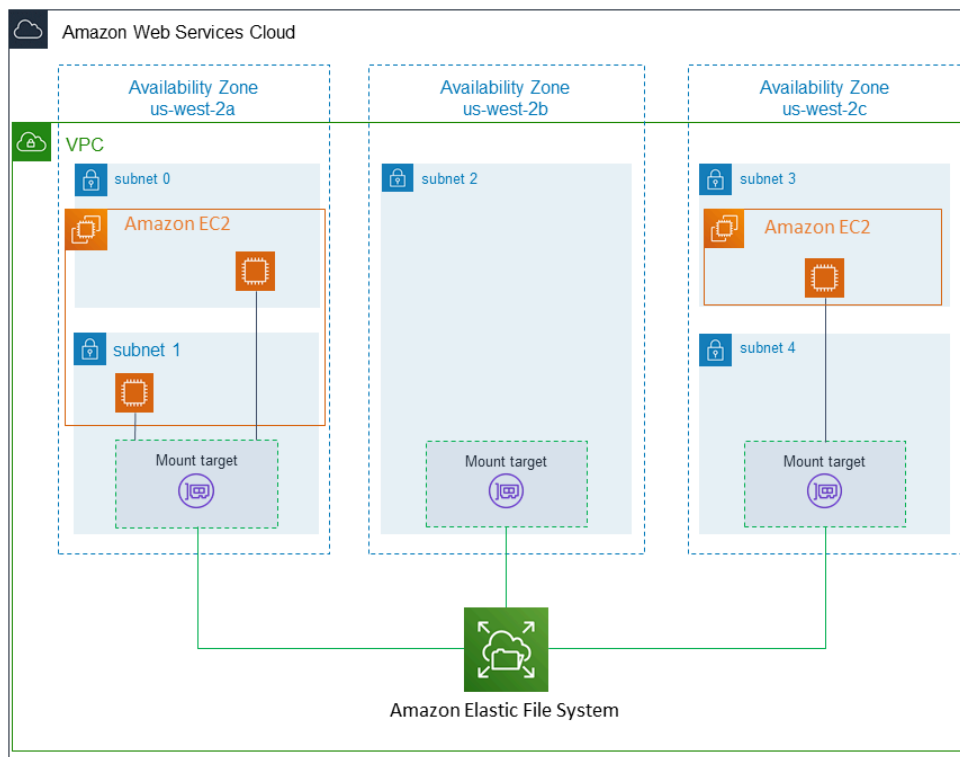 Amazon Web Services Cloud
Availability Zone
us-west-2a
Availability Zone
us-west-2b
Availability Zone
us-west-2c
VPC
subnet 0
subnet 2
subnet 3
Amazon EC2
Amazon EC2
subnet 1
subnet 4
Mount target
Mount target
Mount target
Amazon Elastic File System